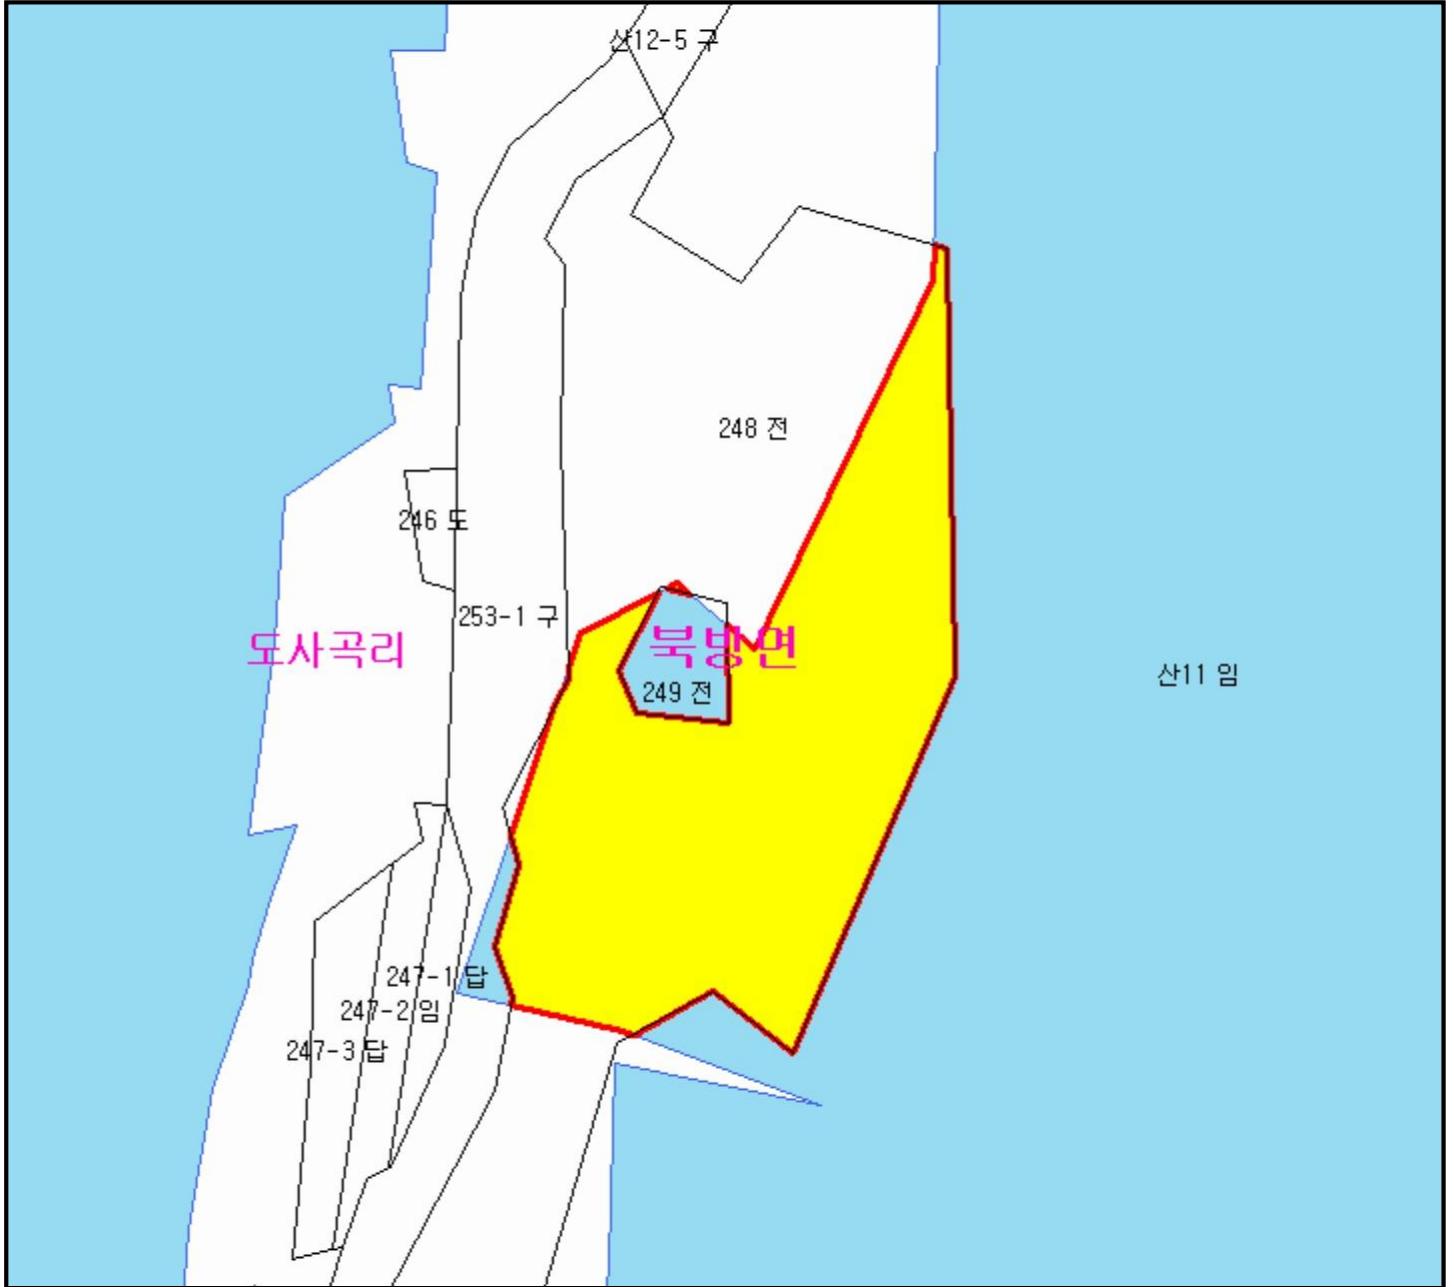 산12-5 구
248 전
246 도
253-1 구
도사곡리
북방면
249 전
산11 임
247-1 답
247-2 임
247-3 답